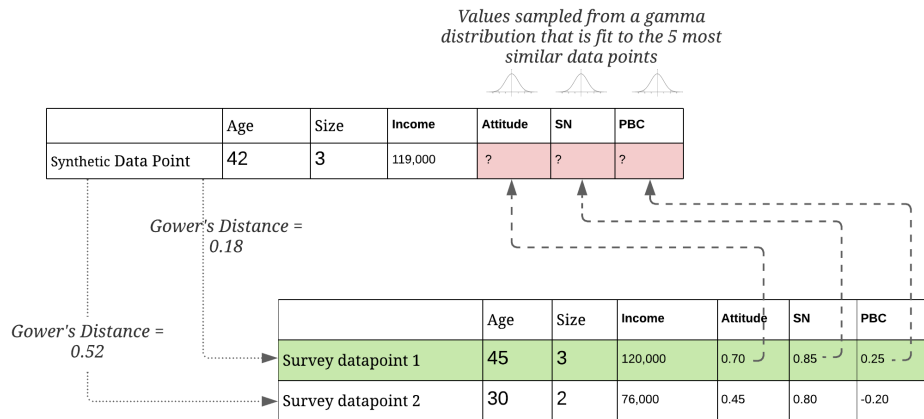 Values sampled from a gamma
distribution that is fit to the 5 most
similar data points
Age Size Income Attitude SN PBC
Synthetic Data Point 42 3 119,000 ? ? ?
Gower's Distance =
0.18
Gower's Distance =
0.52
Age Size Income Attitude SN PBC
Survey datapoint 1 45 3 120,000 0.70 0.85 0.25
Survey datapoint 2 30 2 76,000 0.45 0.80 -0.20